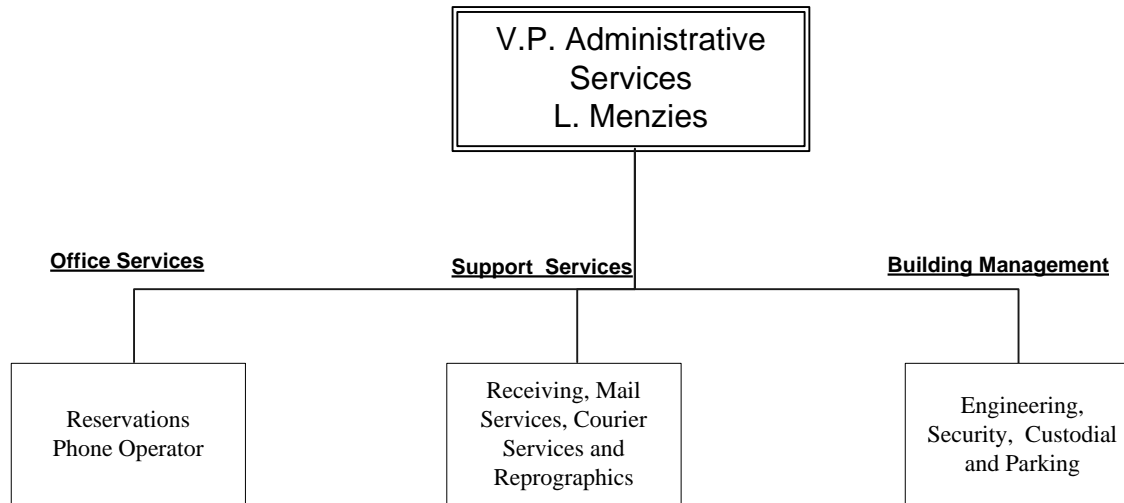 V.P. Administrative
Services
L. Menzies
Office Services
Support Services
Building Management
Reservations
Phone Operator
Receiving, Mail
Services, Courier
Services and
Reprographics
Engineering,
Security, Custodial
and Parking